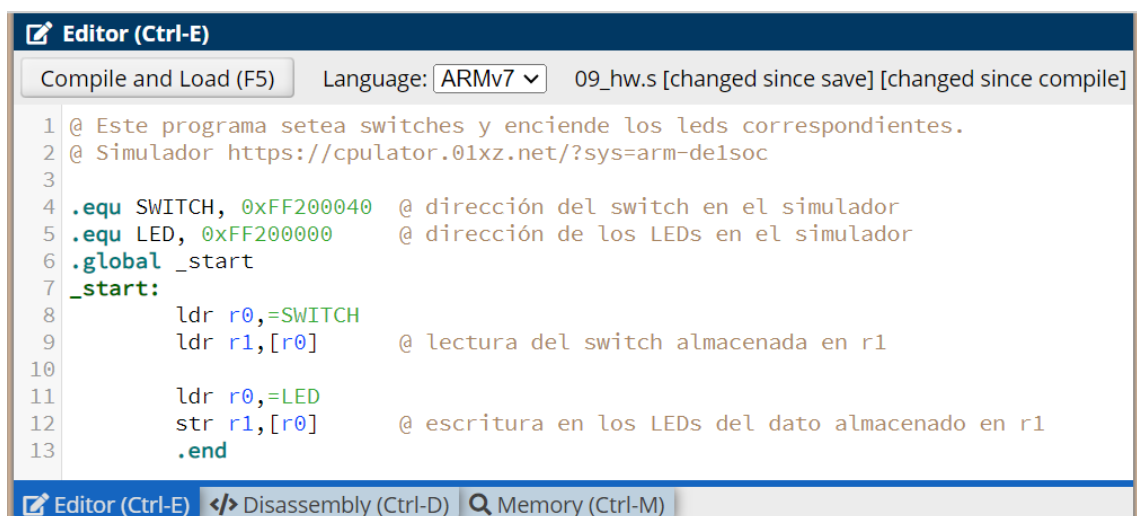 Editor (Ctrl-E)
Compile and Load (F5) Language: ARMv7 09_hw.s [changed since save] [changed since compile]
1 @ Este programa setea switches y enciende los leds correspondientes.
2 @ Simulador https://cpulator.01xz.net/?sys=arm-de1soc
3
4 .equ SWITCH, 0xFF200040 @ dirección del switch en el simulador
5 .equ LED, 0xFF200000 @ dirección de los LEDs en el simulador
6 .global _start
7 _start:
8 ldr r0,=SWITCH
9 ldr r1,[r0] @ lectura del switch almacenada en r1
10
11 ldr r0,=LED
12 str r1,[r0] @ escritura en los LEDs del dato almacenado en r1
13 .end
Editor (Ctrl-E) </> Disassembly (Ctrl-D) Memory (Ctrl-M)